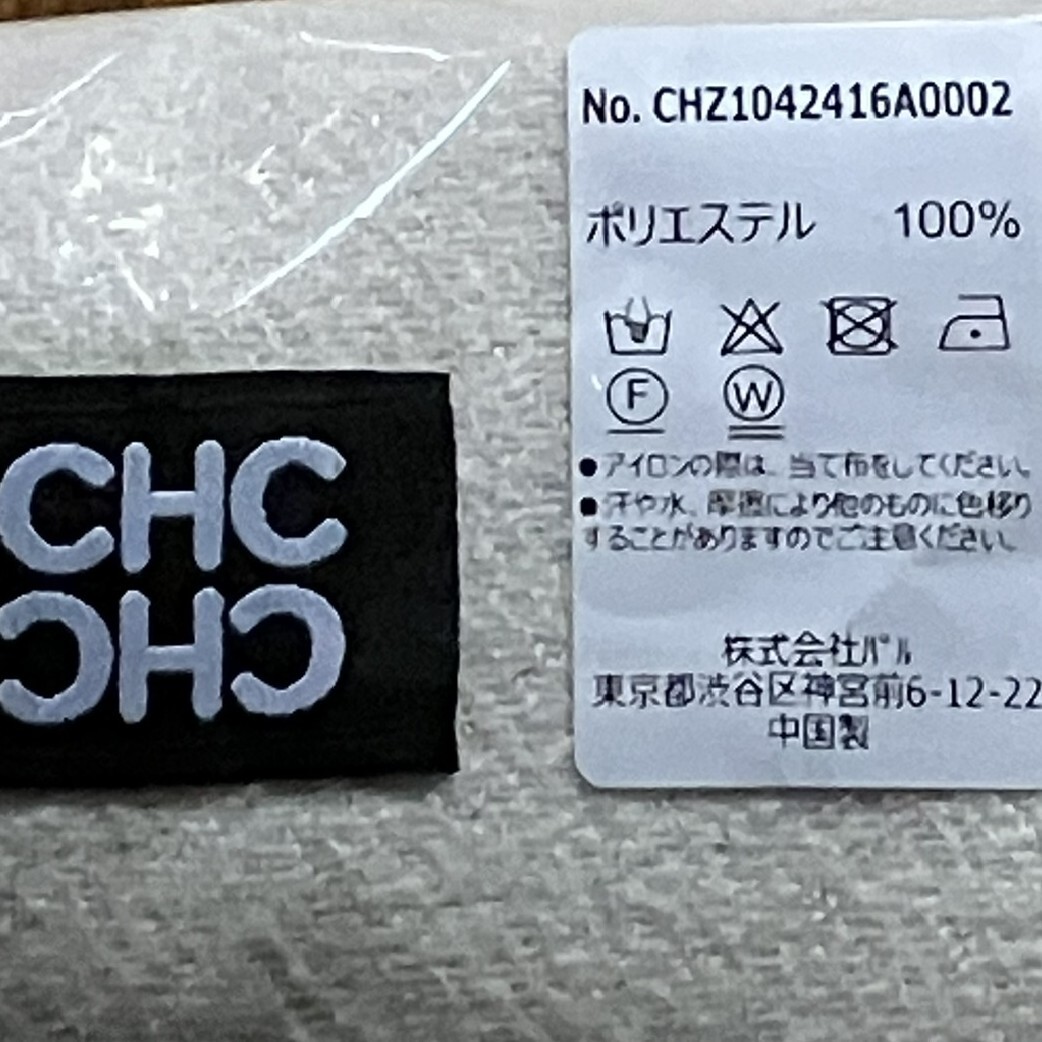 CHC
CHC
No. CHZ1042416A0002
ポリエステル 100%
F W
●アイロンの際は、当て布をしてください。
●汗や水、摩擦により他のものに色移り
することがありますのでご注意ください。
株式会社パル
東京都渋谷区神宮前6-12-22
中国製